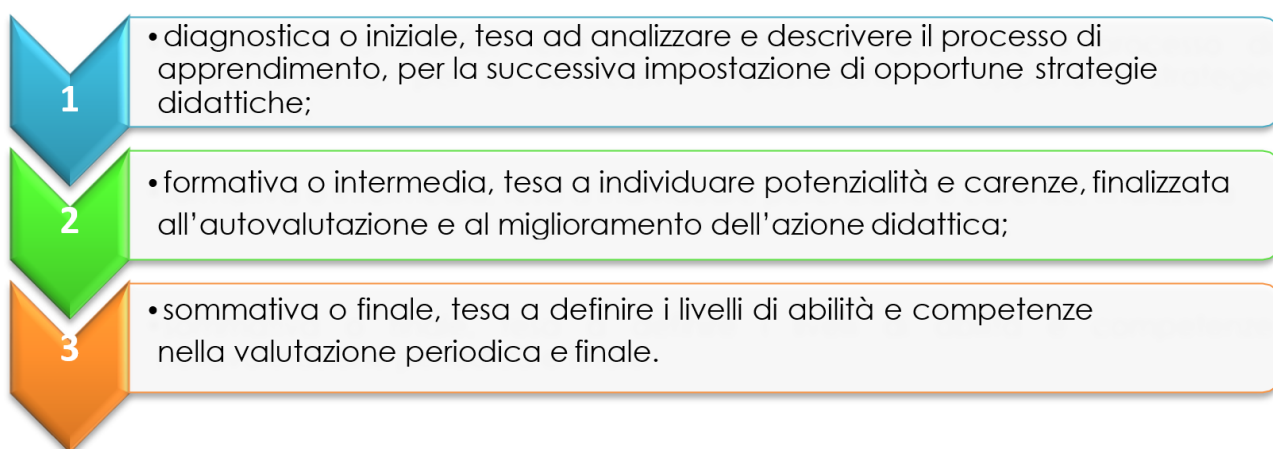 1
• diagnostica o iniziale, tesa ad analizzare e descrivere il processo di
apprendimento, per la successiva impostazione di opportune strategie
didattiche;
2
• formativa o intermedia, tesa a individuare potenzialità e carenze, finalizzata
all'autovalutazione e al miglioramento dell'azione didattica;
3
• sommativa o finale, tesa a definire i livelli di abilità e competenze
nella valutazione periodica e finale.